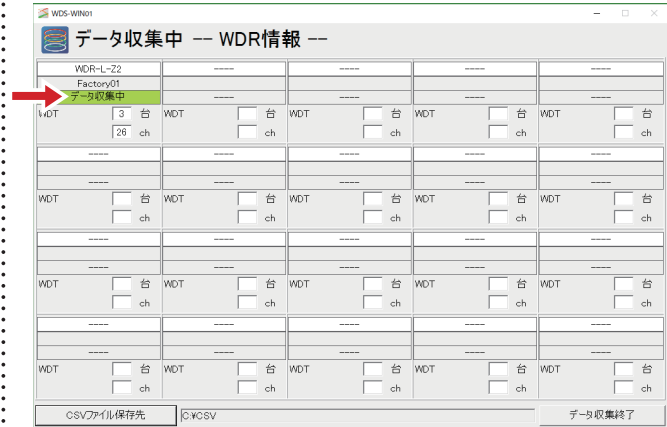 WDS-WIN01
データ収集中 -- WDR情報 --
WDR-L-Z2 ---- ---- ---- ----
Factory01
データ収集中 ---- ---- ---- ----
WDT 3 台 WDT 台 WDT 台 WDT 台 WDT 台
26 ch ch ch ch ch
---- ---- ---- ---- ----
---- ---- ---- ---- ----
WDT 台 WDT 台 WDT 台 WDT 台 WDT 台
ch ch ch ch ch
---- ---- ---- ---- ----
---- ---- ---- ---- ----
WDT 台 WDT 台 WDT 台 WDT 台 WDT 台
ch ch ch ch ch
---- ---- ---- ---- ----
---- ---- ---- ---- ----
WDT 台 WDT 台 WDT 台 WDT 台 WDT 台
ch ch ch ch ch
CSVファイル保存先 C:¥CSV データ収集終了